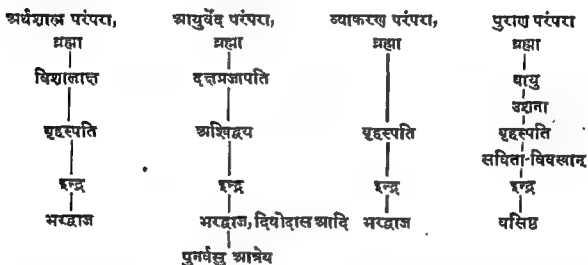 अर्थशास्त्र परंपरा, आयुर्वेद परंपरा, व्याकरण परंपरा, पुराण परंपरा
ब्रह्मा ब्रह्मा ब्रह्मा ब्रह्मा
विशालाक्ष दक्षप्रजापति वायु
उशना
बृहस्पति अश्विद्वय बृहस्पति बृहस्पति
सविता-विवस्वान्
इन्द्र इन्द्र इन्द्र इन्द्र
भरद्वाज भरद्वाज, दिवोदास आदि भरद्वाज वसिष्ठ
पुनर्वसु आत्रेय